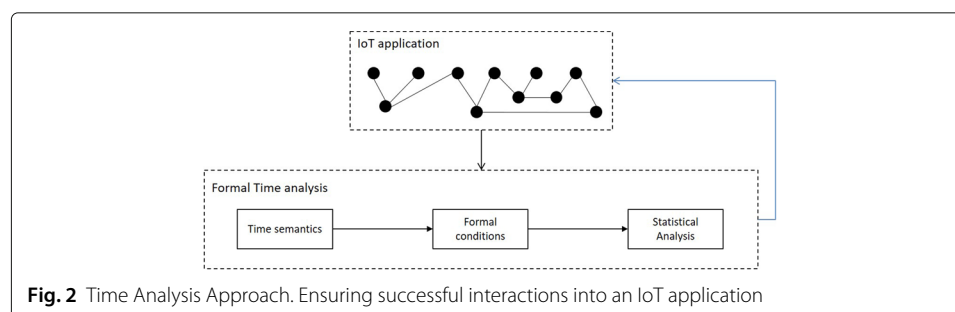 IoT application
Formal Time analysis
Time semantics
Formal
conditions
Statistical
Analysis
Fig. 2 Time Analysis Approach. Ensuring successful interactions into an IoT application